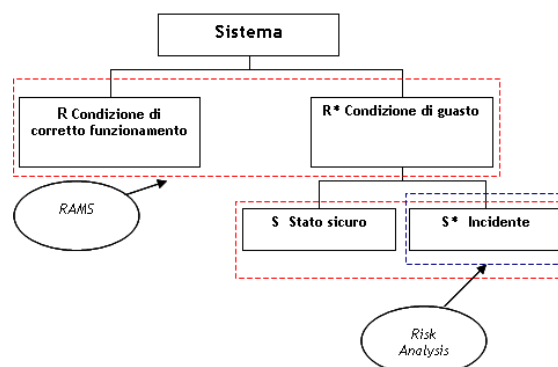 Sistema
R Condizione di
corretto funzionamento
R* Condizione di guasto
RAMS
S Stato sicuro
S* Incidente
Risk
Analysis